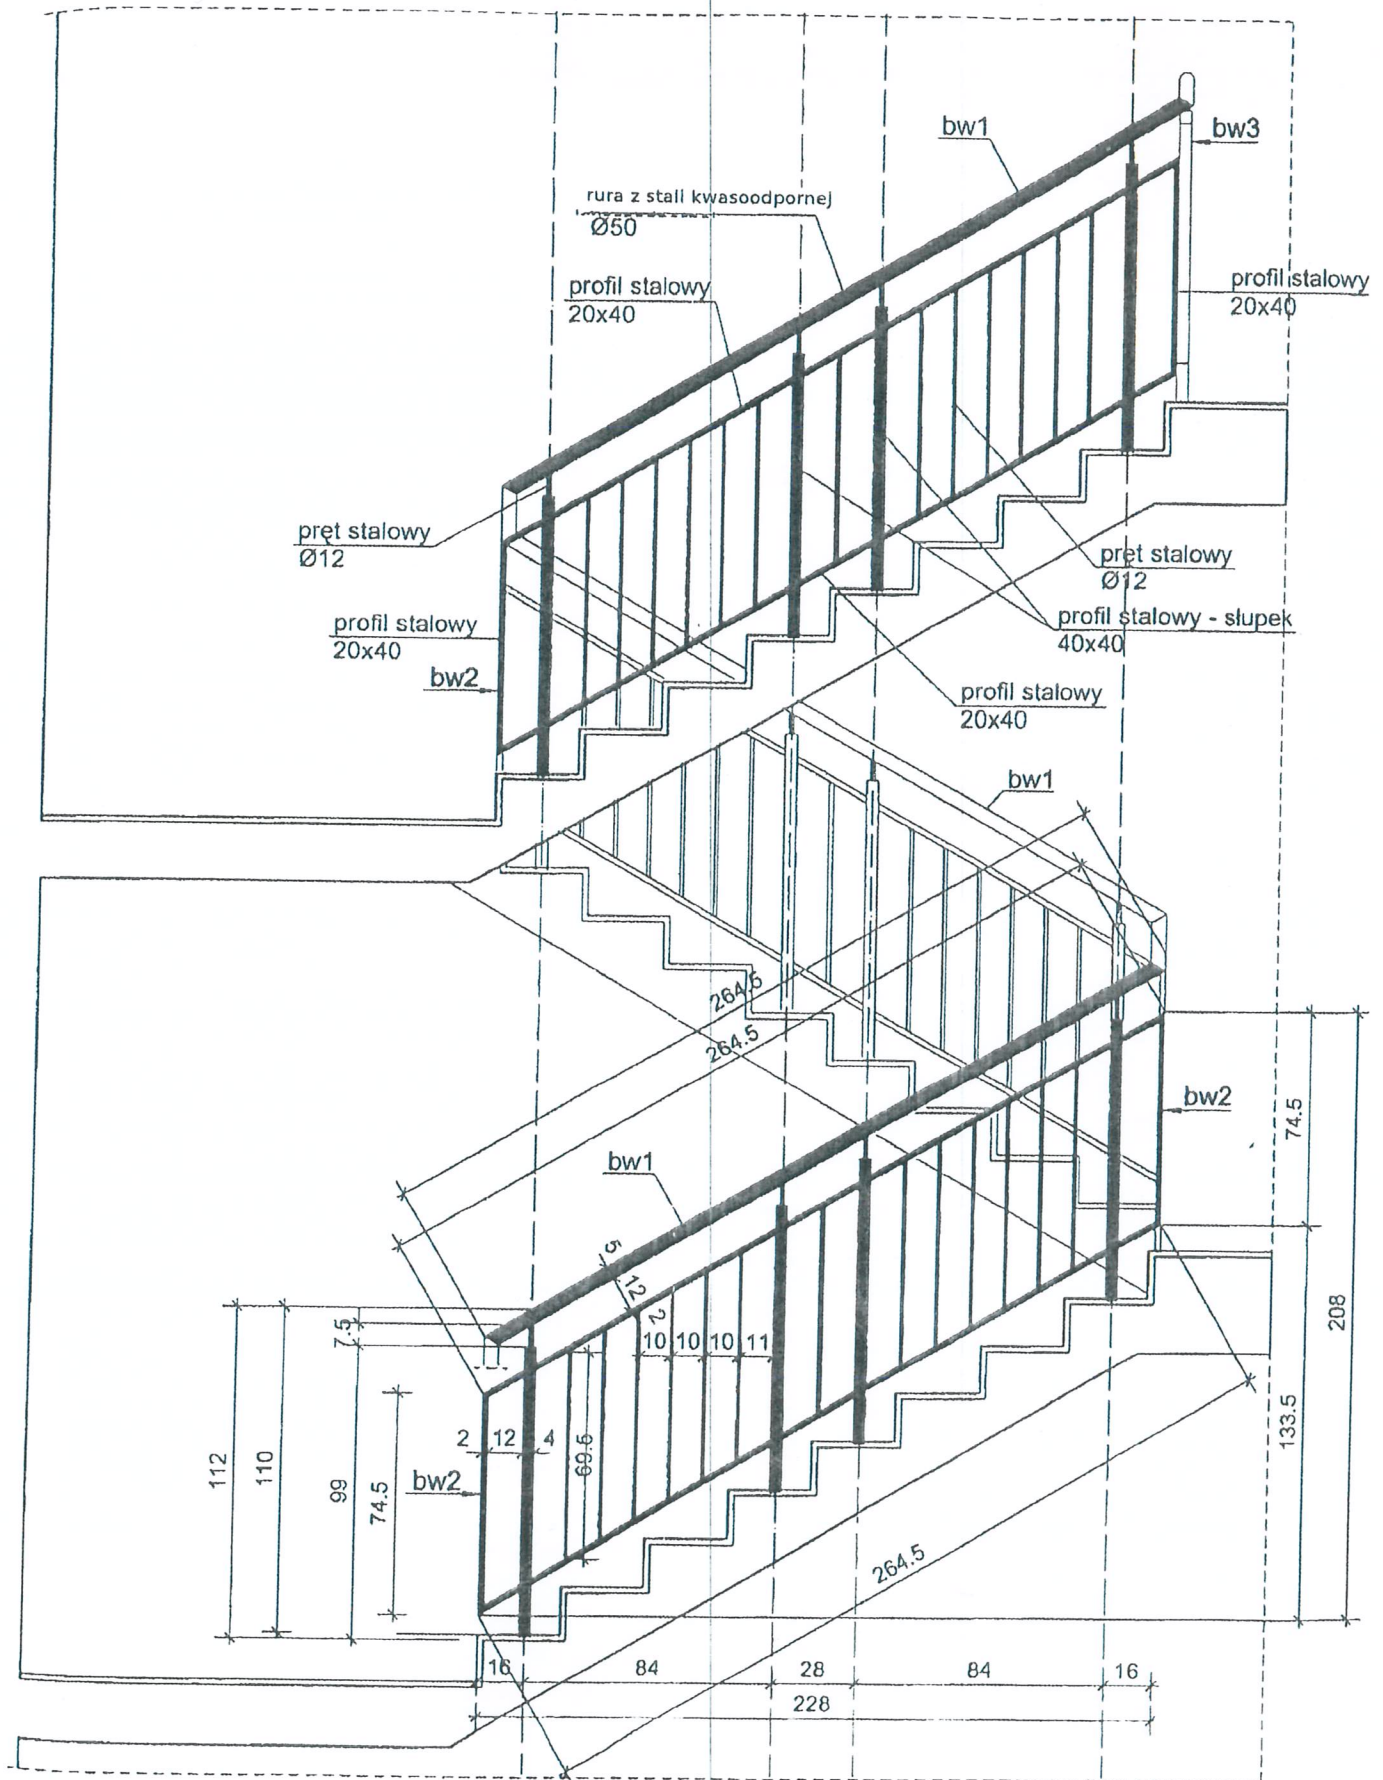 bw1
bw3
rura z stali kwasoodpornej
Ø50
profil stalowy
20x40
profil stalowy
20x40
pręt stalowy
Ø12
pręt stalowy
Ø12
profil stalowy
20x40
profil stalowy - słupek
40x40
bw2
profil stalowy
20x40
bw1
264.5
264.5
bw2
74.5
bw1
5
12
2
208
7.5
10
10
10
11
133.5
112
110
99
74.5
2
12
4
69.5
bw2
264.5
16
84
28
84
16
228